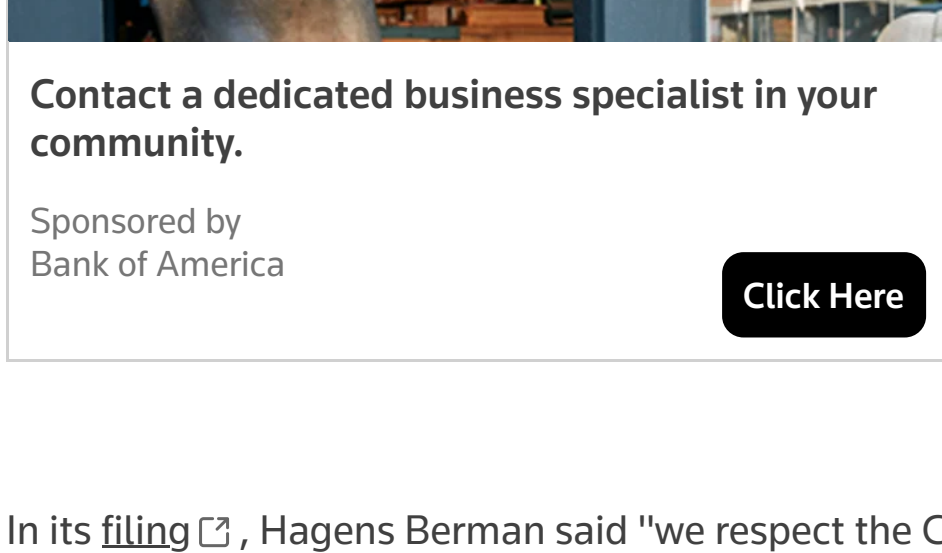 Contact a dedicated business specialist in your
community.
Sponsored by
Bank of America
Click Here
In its filing , Hagens Berman said "we respect the